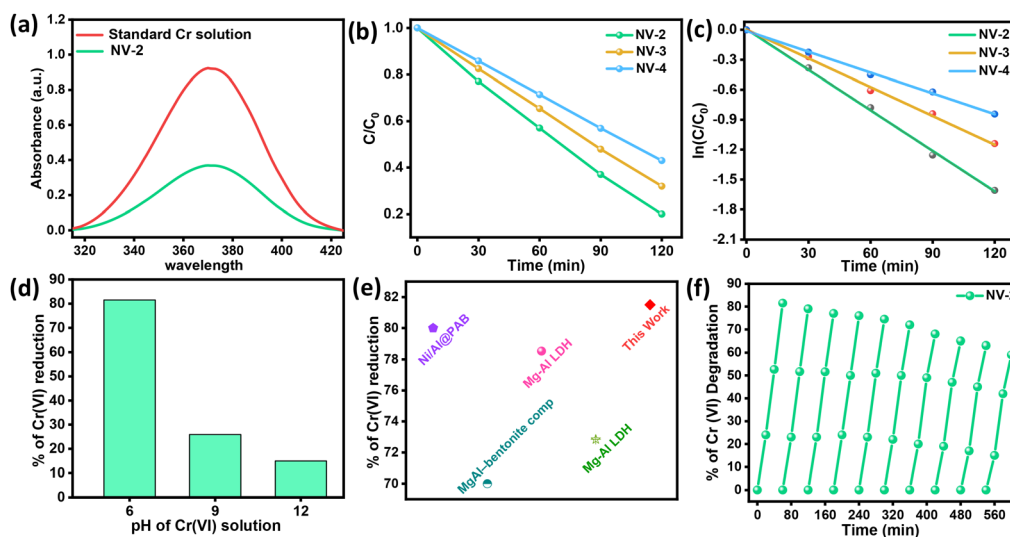 (a)
Absorbance (a.u.)
1.2
1.0
0.8
0.6
0.4
0.2
0.0
Standard Cr solution
NV-2
320
360
380
400
420
wavelength
(b)
C/C0
1.0
0.8
0.6
0.4
0.2
NV-2
NV-3
NV-4
0
30
60
90
120
Time (min)
(c)
ln(C/C0)
0.0
-0.3
-0.6
-0.9
-1.2
-1.5
-1.8
-2.1
NV-2
NV-3
NV-4
0
30
60
90
120
Time (min)
(d)
% of Cr(VI) reduction
90
80
70
60
50
40
30
20
10
0
6
9
12
pH of Cr(VI) solution
(e)
% of Cr(VI) reduction
82
80
78
76
74
72
70
Ni/Al@PAB
MgAl–bentonite comp
Mg-Al LDH
Mg-Al LDH
This Work
(f)
% of Cr (VI) Degradation
90
80
70
60
50
40
30
20
10
0
NV-
0
80
160
240
320
400
480
560
Time (min)